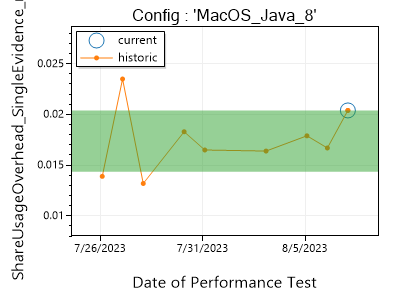 Config : 'MacOS_Java_8'
current
historic
0.025
0.02
0.015
0.01
ShareUsageOverhead_SingleEvidence_
7/26/2023
7/31/2023
8/5/2023
Date of Performance Test